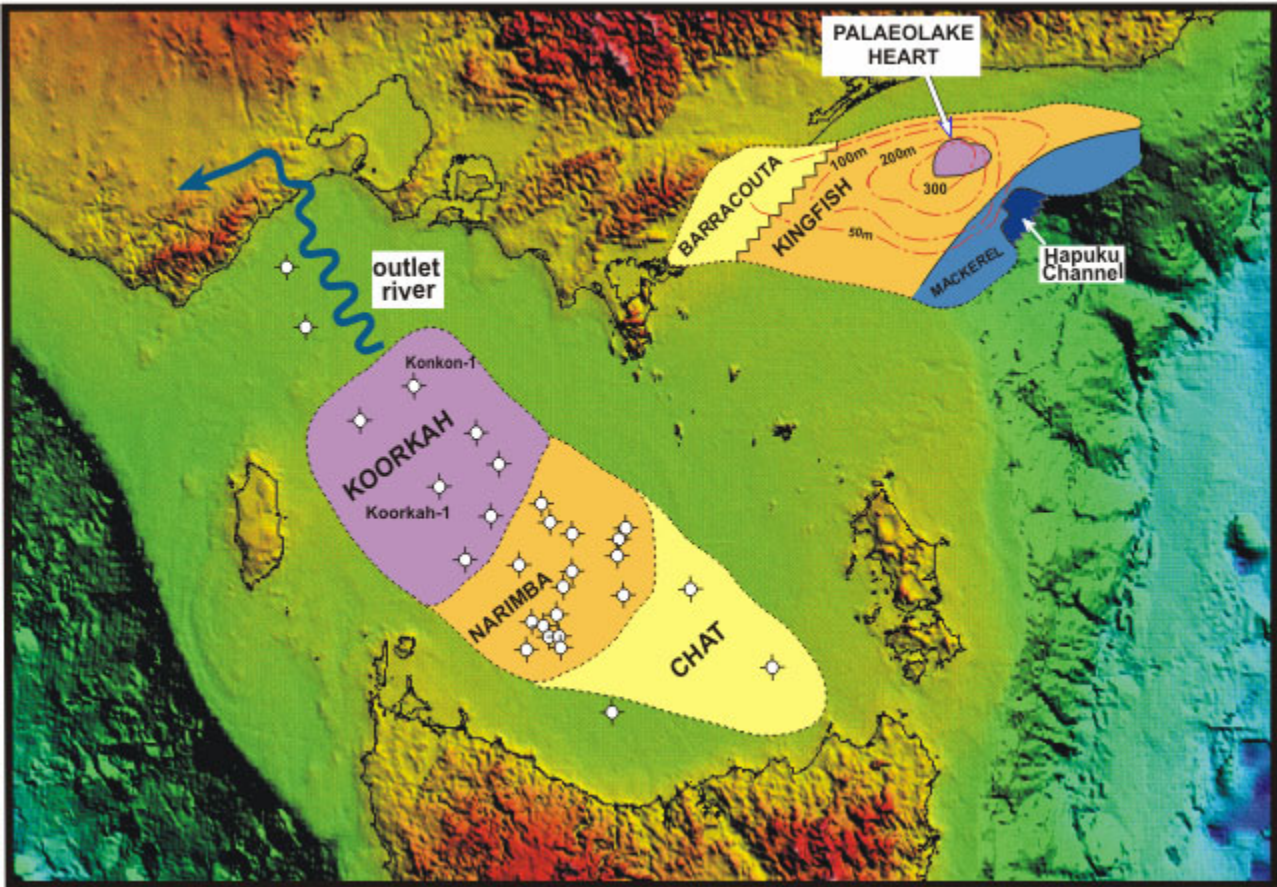 PALAEOLAKE
HEART
BARRACOUTA
100m
200m
300
KINGFISH
50m
MACKEREL
Hapuku
Channel
outlet
river
Konkon-1
KOORKAH
Koorkah-1
NARIMBA
CHAT